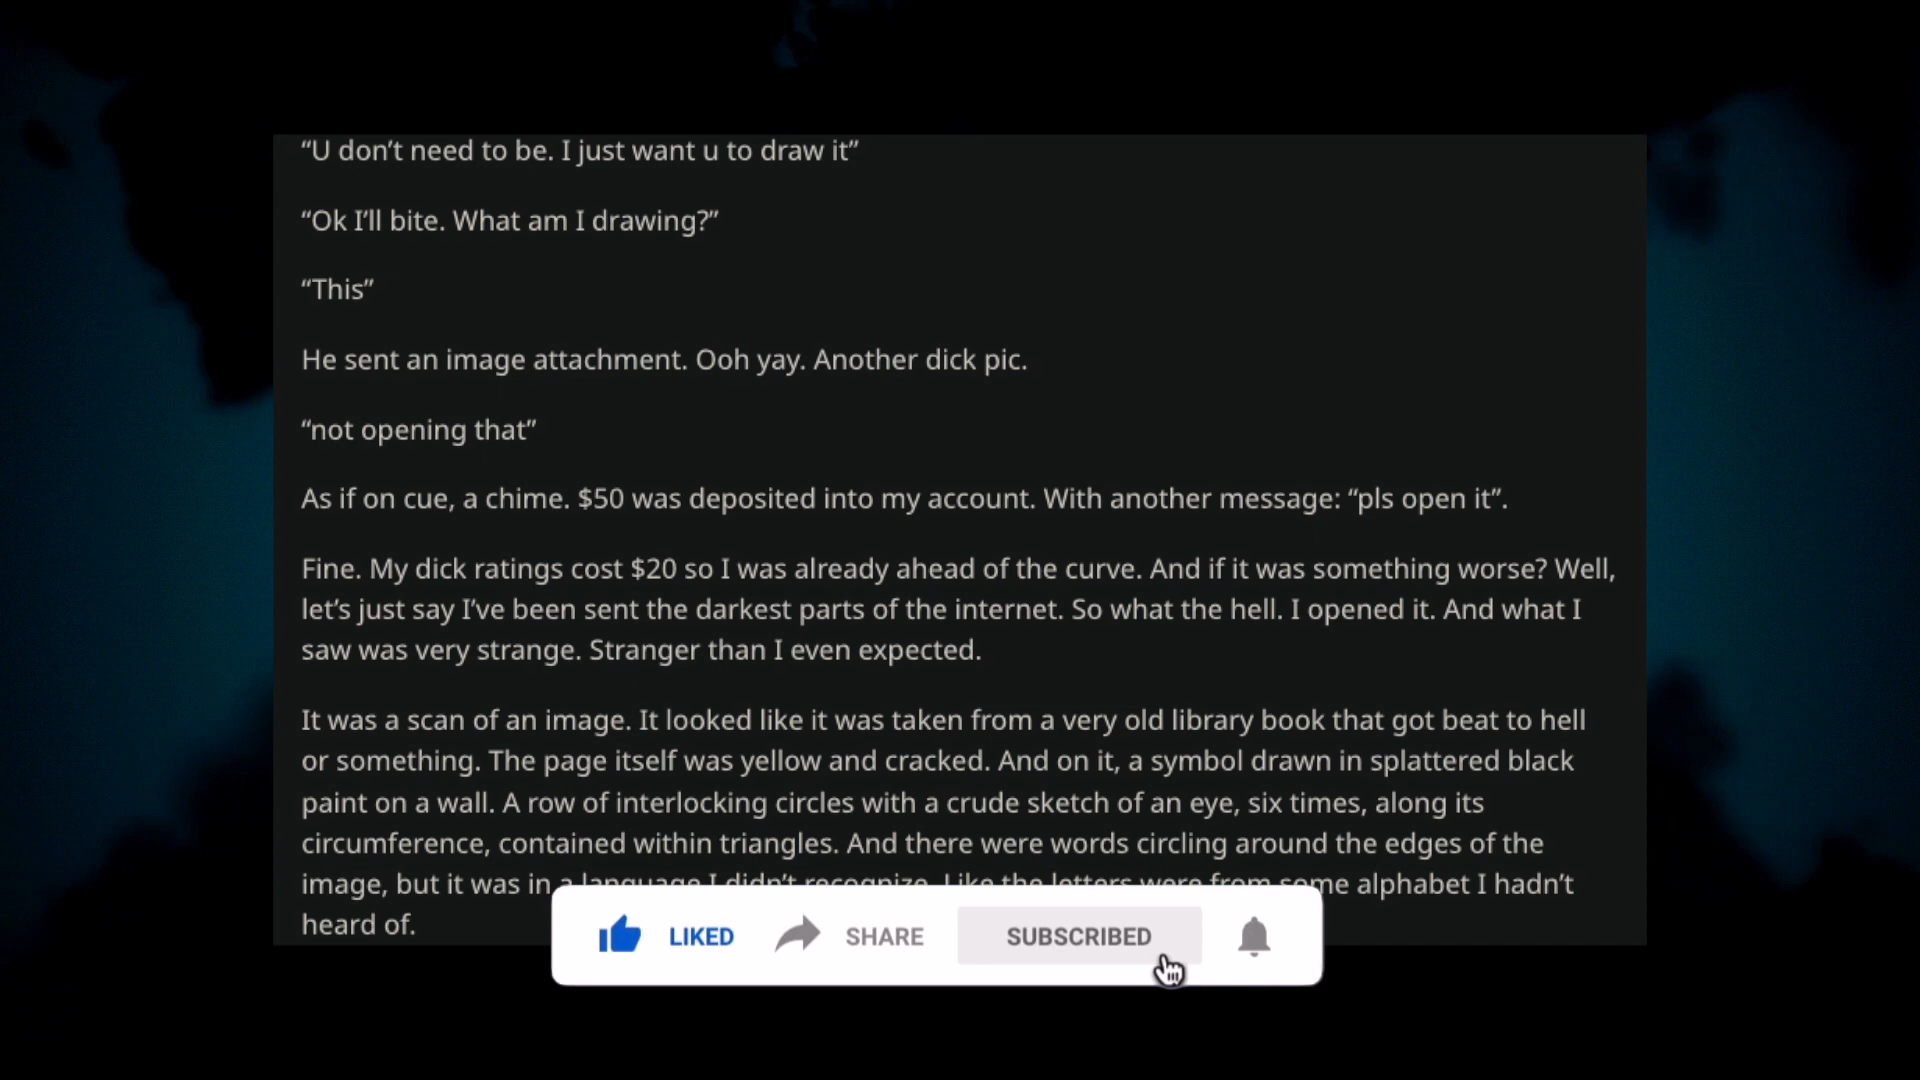 “U don’t need to be. I just want u to draw it”
“Ok I’ll bite. What am I drawing?”
“This”
He sent an image attachment. Ooh yay. Another dick pic.
“not opening that”
As if on cue, a chime. $50 was deposited into my account. With another message: “pls open it”.
Fine. My dick ratings cost $20 so I was already ahead of the curve. And if it was something worse? Well,
let’s just say I’ve been sent the darkest parts of the internet. So what the hell. I opened it. And what I
saw was very strange. Stranger than I even expected.
It was a scan of an image. It looked like it was taken from a very old library book that got beat to hell
or something. The page itself was yellow and cracked. And on it, a symbol drawn in splattered black
paint on a wall. A row of interlocking circles with a crude sketch of an eye, six times, along its
circumference, contained within triangles. And there were words circling around the edges of the
image, but it was in a language I didn’t recognize. Like the letters were from some alphabet I hadn’t
heard of.
LIKED SHARE SUBSCRIBED